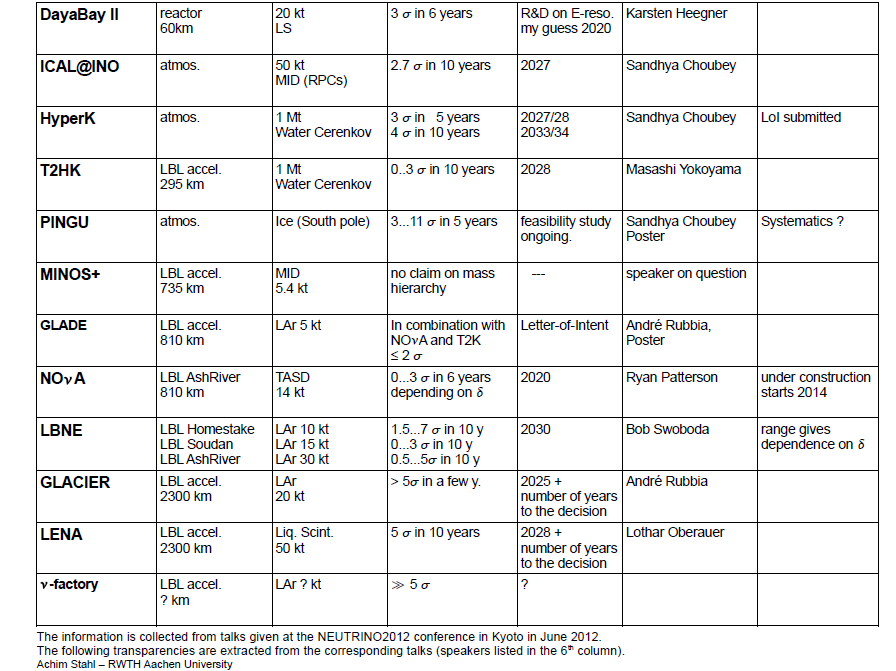 DayaBay II reactor 20 kt 3 σ in 6 years R&D on E-reso. Karsten Heegner
60km LS my guess 2020
ICAL@INO atmos. 50 kt 2.7 σ in 10 years 2027 Sandhya Choubey
MID (RPCs)
HyperK atmos. 1 Mt 3 σ in 5 years 2027/28 Sandhya Choubey LoI submitted
Water Cerenkov 4 σ in 10 years 2033/34
T2HK LBL accel. 1 Mt 0..3 σ in 10 years 2028 Masashi Yokoyama
295 km Water Cerenkov
PINGU atmos. Ice (South pole) 3...11 σ in 5 years feasibility study Sandhya Choubey Systematics ?
ongoing. Poster
MINOS+ LBL accel. MID no claim on mass --- speaker on question
735 km 5.4 kt hierarchy
GLADE LBL accel. LAr 5 kt In combination with Letter-of-Intent André Rubbia,
810 km NOνA and T2K Poster
≤ 2 σ
NOνA LBL AshRiver TASD 0...3 σ in 6 years 2020 Ryan Patterson under construction
810 km 14 kt depending on δ starts 2014
LBNE LBL Homestake LAr 10 kt 1.5...7 σ in 10 y 2030 Bob Swoboda range gives
LBL Soudan LAr 15 kt 0...3 σ in 10 y dependence on δ
LBL AshRiver LAr 30 kt 0.5...5σ in 10 y
GLACIER LBL accel. LAr > 5σ in a few y. 2025 + André Rubbia
2300 km 20 kt number of years
to the decision
LENA LBL accel. Liq. Scint. 5 σ in 10 years 2028 + Lothar Oberauer
2300 km 50 kt number of years
to the decision
ν-factory LBL accel. LAr ? kt ≫ 5 σ ?
? km
The information is collected from talks given at the NEUTRINO2012 conference in Kyoto in June 2012.
The following transparencies are extracted from the corresponding talks (speakers listed in the 6th column).
Achim Stahl – RWTH Aachen University